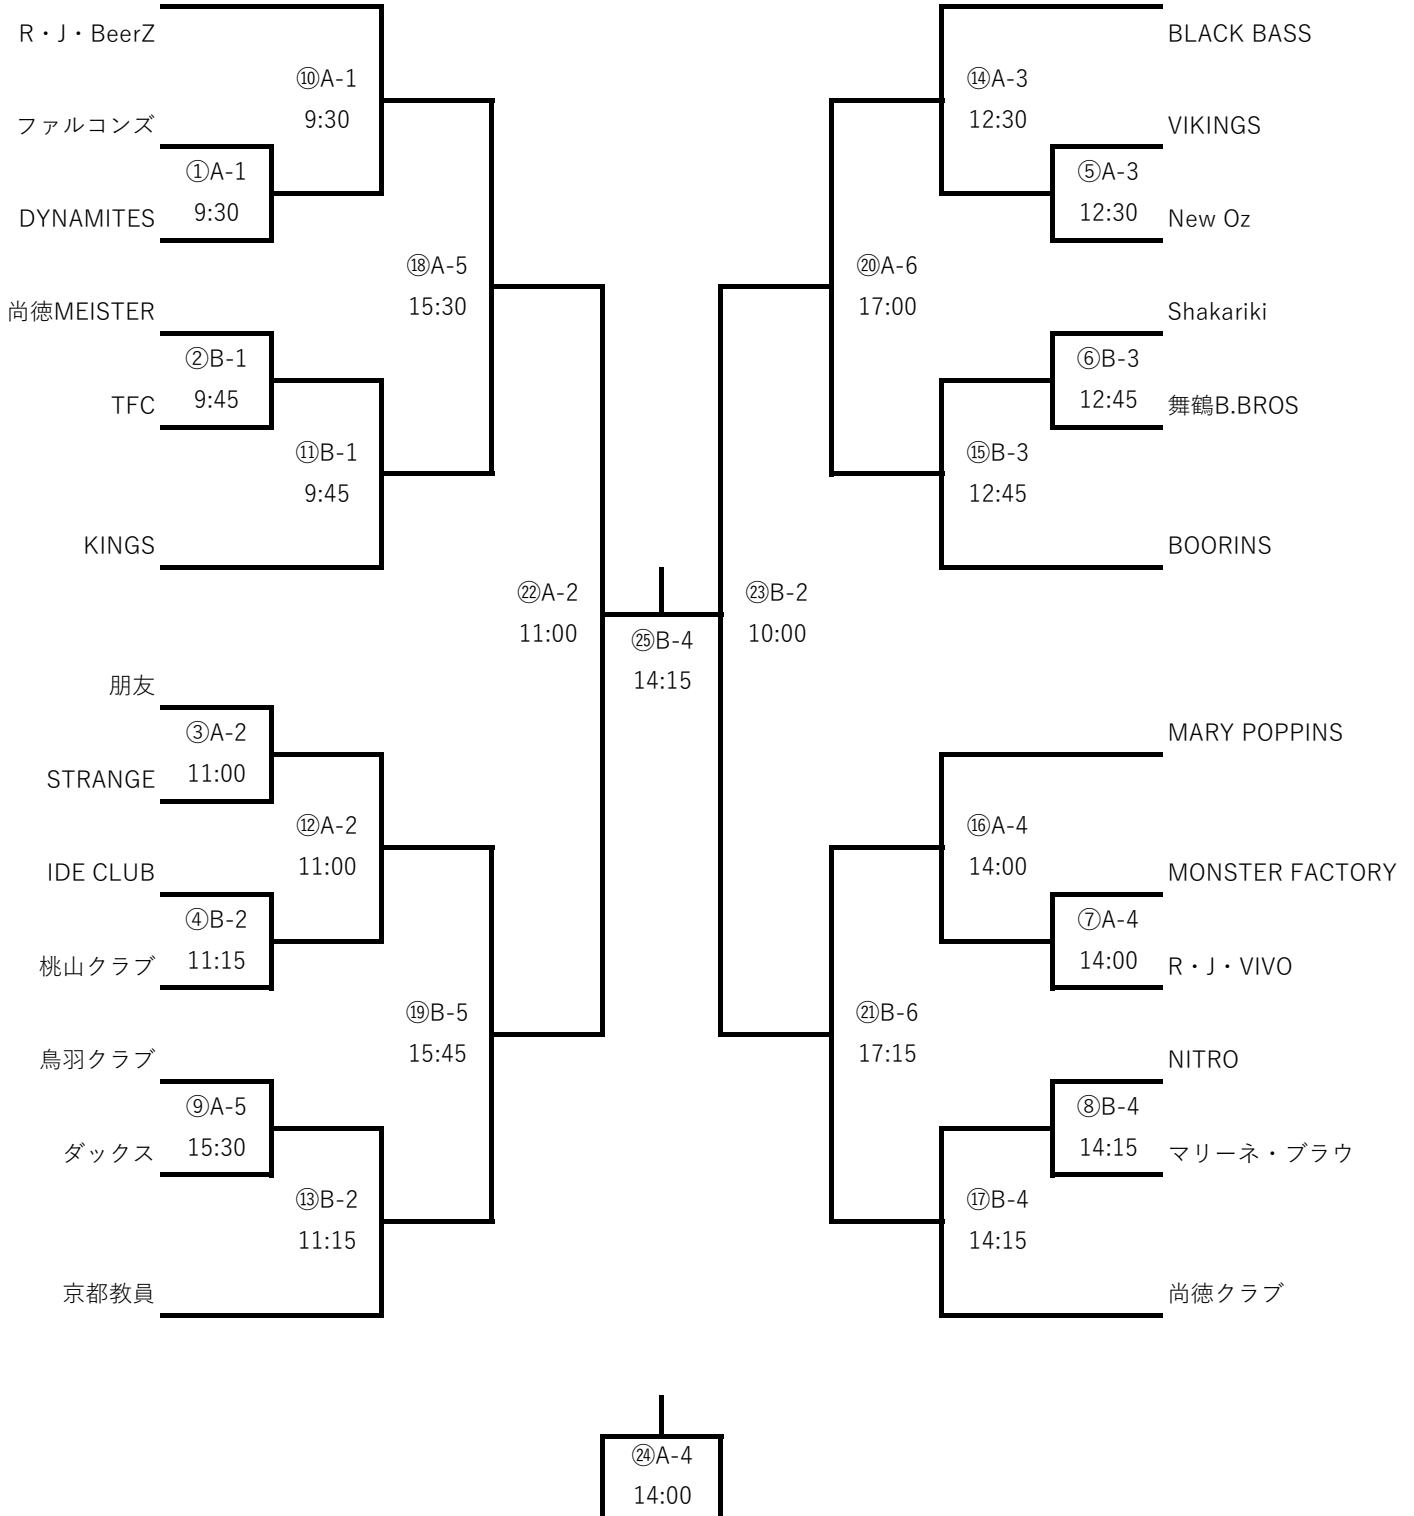 R・J・BeerZ
⑩A-1
9:30
ファルコンズ
①A-1
9:30
DYNAMITES
⑱A-5
15:30
尚徳MEISTER
②B-1
9:45
TFC
⑪B-1
9:45
KINGS
㉒A-2
11:00
朋友
③A-2
11:00
STRANGE
⑫A-2
11:00
IDE CLUB
④B-2
11:15
桃山クラブ
⑲B-5
15:45
鳥羽クラブ
⑨A-5
15:30
ダックス
⑬B-2
11:15
京都教員
㉕B-4
14:15
BLACK BASS
⑭A-3
12:30
VIKINGS
⑤A-3
12:30
New Oz
⑳A-6
17:00
Shakariki
⑥B-3
12:45
舞鶴B.BROS
⑮B-3
12:45
BOORINS
㉓B-2
10:00
MARY POPPINS
⑯A-4
14:00
MONSTER FACTORY
⑦A-4
14:00
R・J・VIVO
㉑B-6
17:15
NITRO
⑧B-4
14:15
マリーネ・ブラウ
⑰B-4
14:15
尚徳クラブ
㉔A-4
14:00